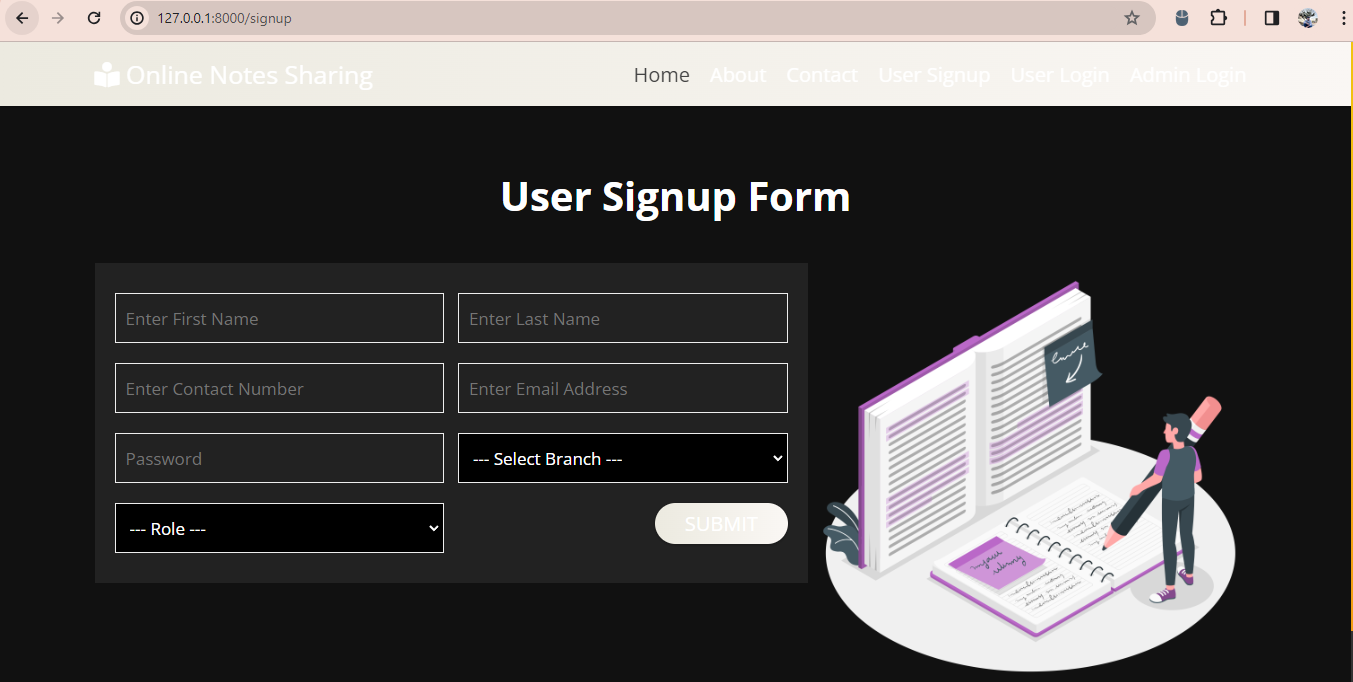 127.0.0.1:8000/signup
Online Notes Sharing
Home About Contact User Signup User Login Admin Login
User Signup Form
Enter First Name Enter Last Name
Enter Contact Number Enter Email Address
Password --- Select Branch ---
--- Role --- SUBMIT